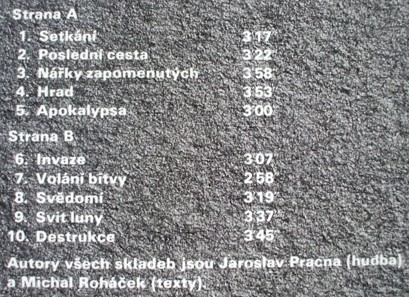 Strana A
1. Setkání 3'17
2. Poslední cesta 3'22
3. Nářky zapomenutých 3'58
4. Hrad 3'53
5. Apokalypsa 3'00
Strana B
6. Invaze 3'07
7. Volání bitvy 2'58
8. Svědomí 3'19
9. Svit luny 3'37
10. Destrukce 3'45
Autory všech skladeb jsou Jaroslav Pracna (hudba)
a Michal Roháček (texty).